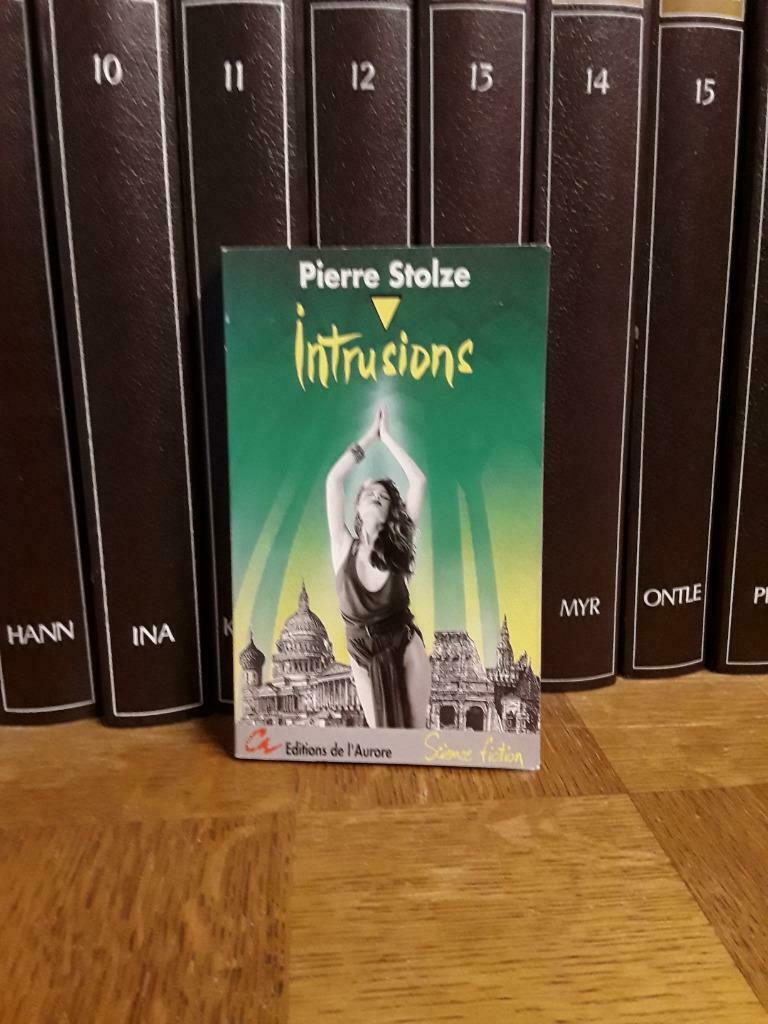 10
11
12
13
14
15
HANN
INA
K
MYR
ONTLE
Pierre Stolze
Intrusions
Editions de l'Aurore
Science fiction